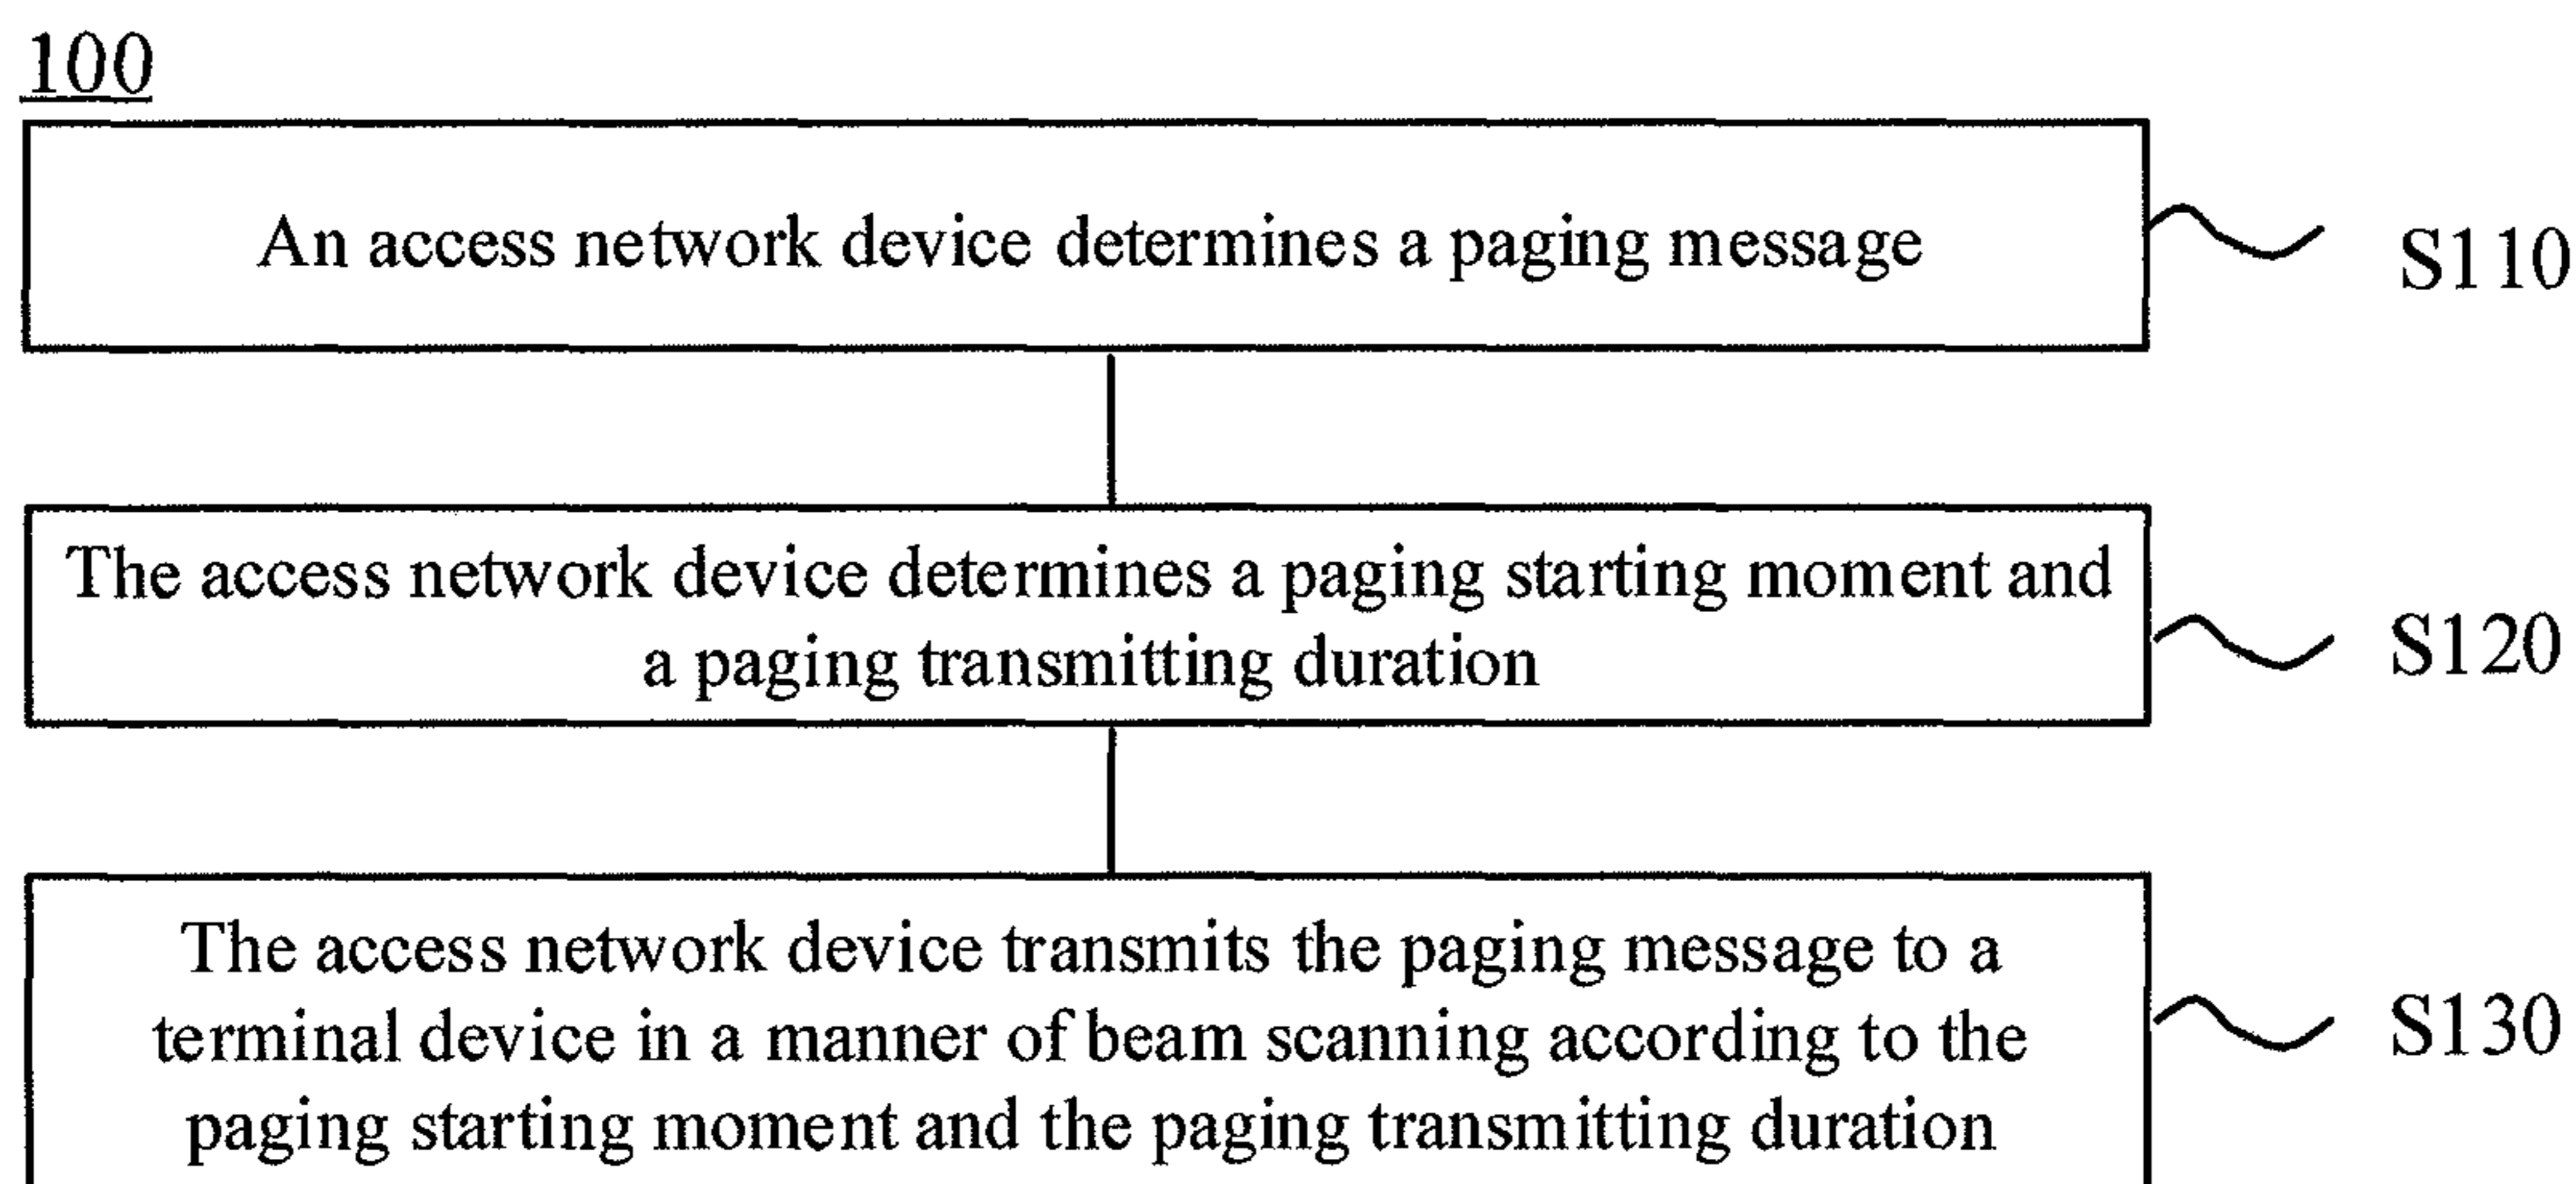 100
An access network device determines a paging message
S110
The access network device determines a paging starting moment and
a paging transmitting duration
S120
The access network device transmits the paging message to a
terminal device in a manner of beam scanning according to the
paging starting moment and the paging transmitting duration
S130